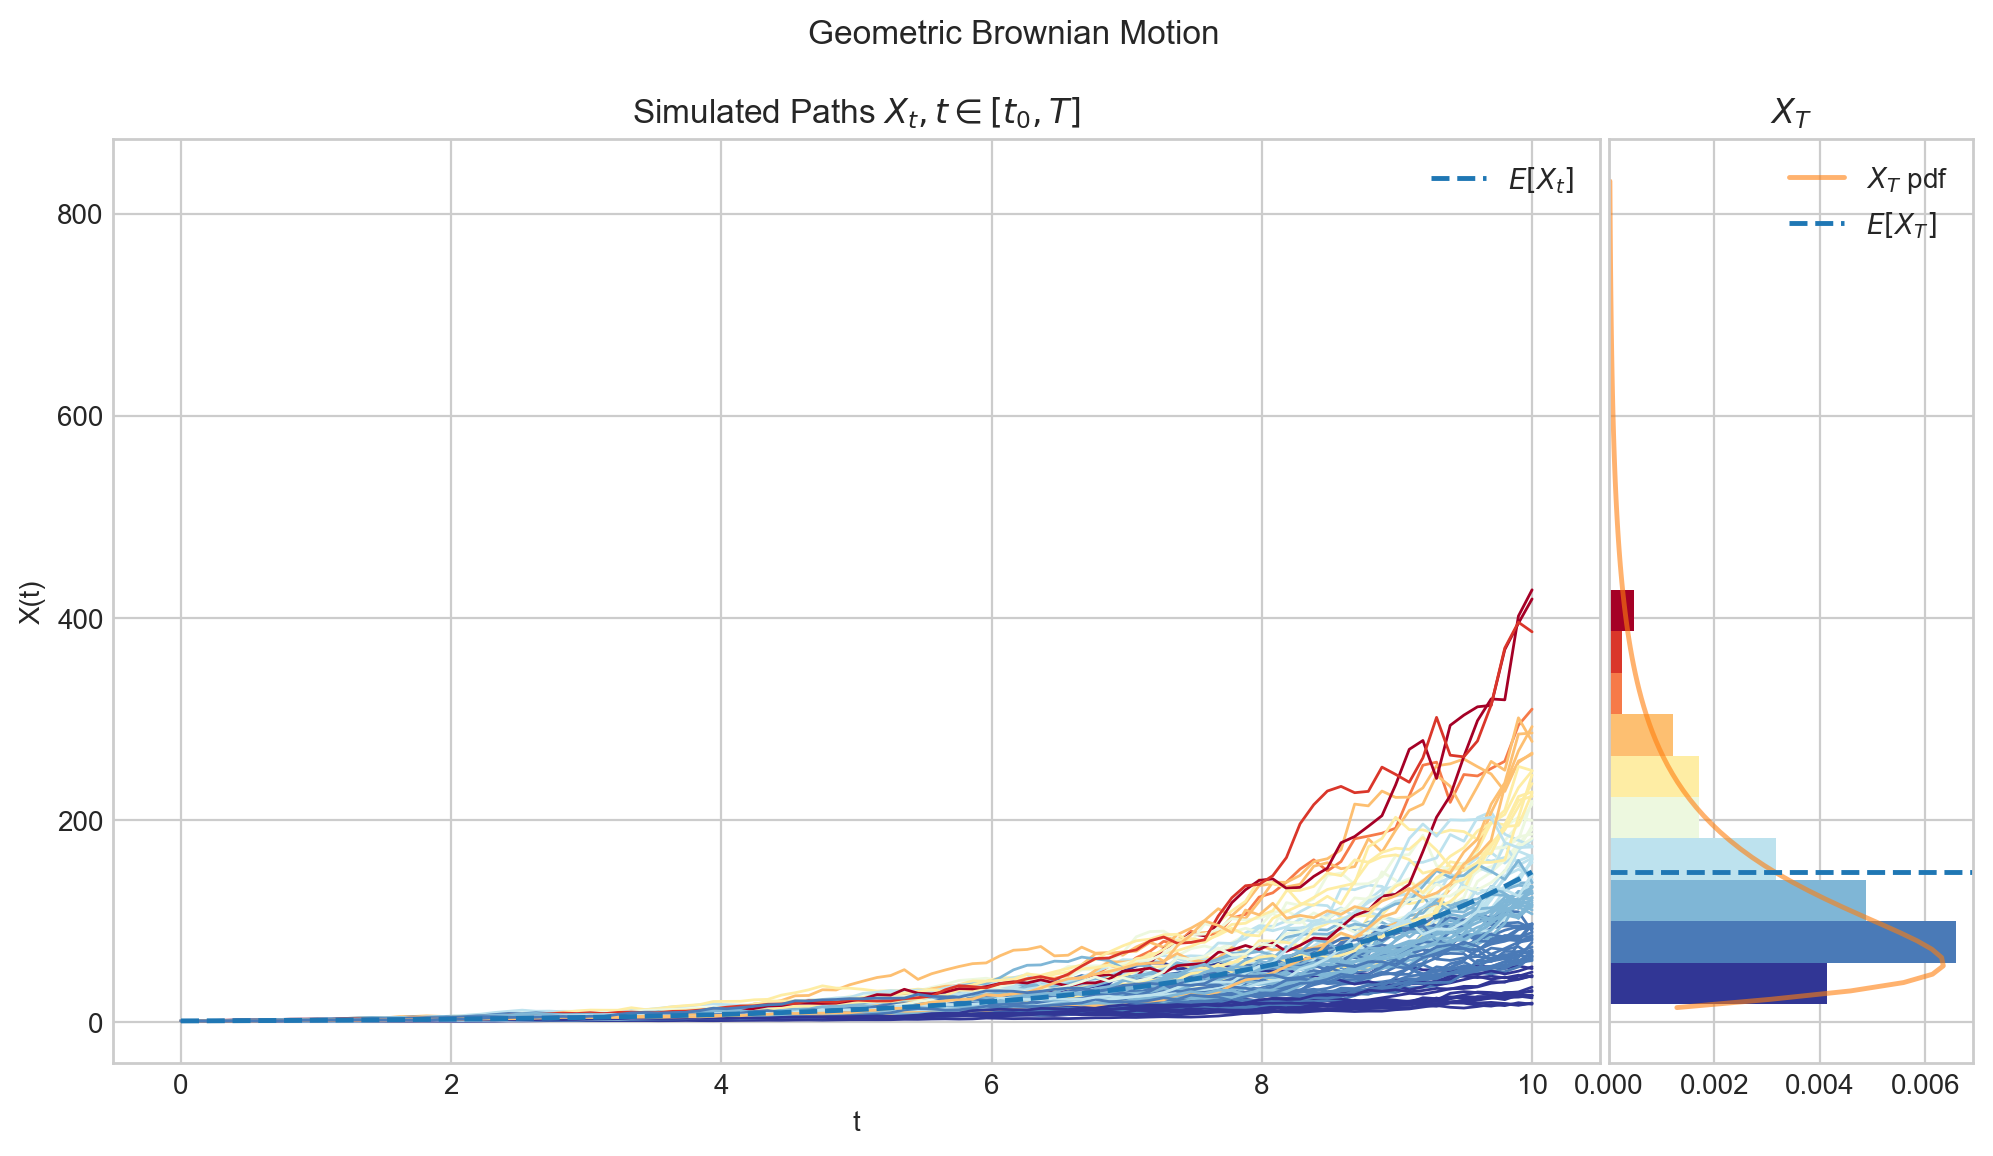 Geometric Brownian Motion
Simulated Paths $X_t, t \in [t_0, T]$
$X_T$
$E[X_t]$
$X_T$ pdf
$E[X_T]$
X(t)
800
600
400
200
0
0 2 4 6 8 10
t
0.000 0.002 0.004 0.006